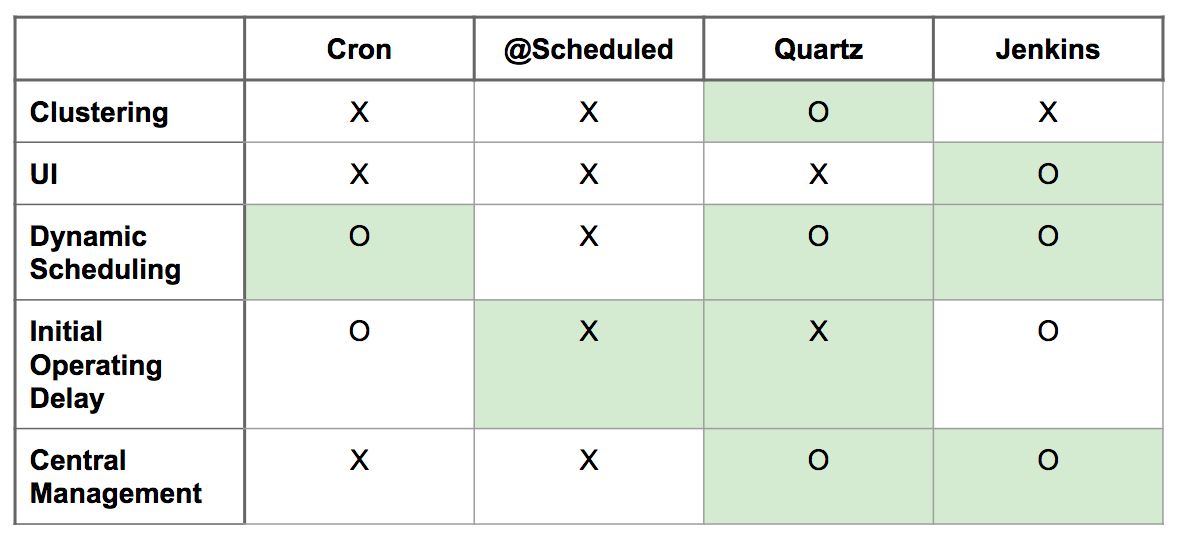 Cron @Scheduled Quartz Jenkins
Clustering X X O X
UI X X X O
Dynamic O X O O
Scheduling
Initial O X X O
Operating
Delay
Central X X O O
Management